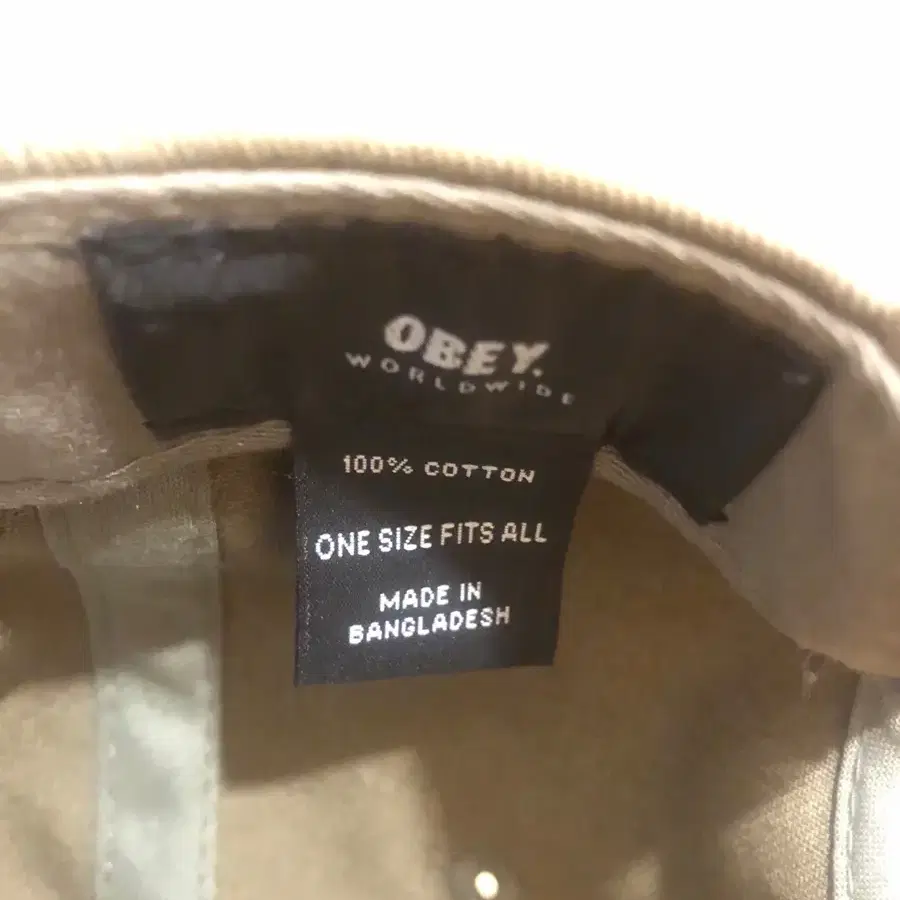 OBEY.
WORLDWIDE
100% COTTON
ONE SIZE FITS ALL
MADE IN
BANGLADESH